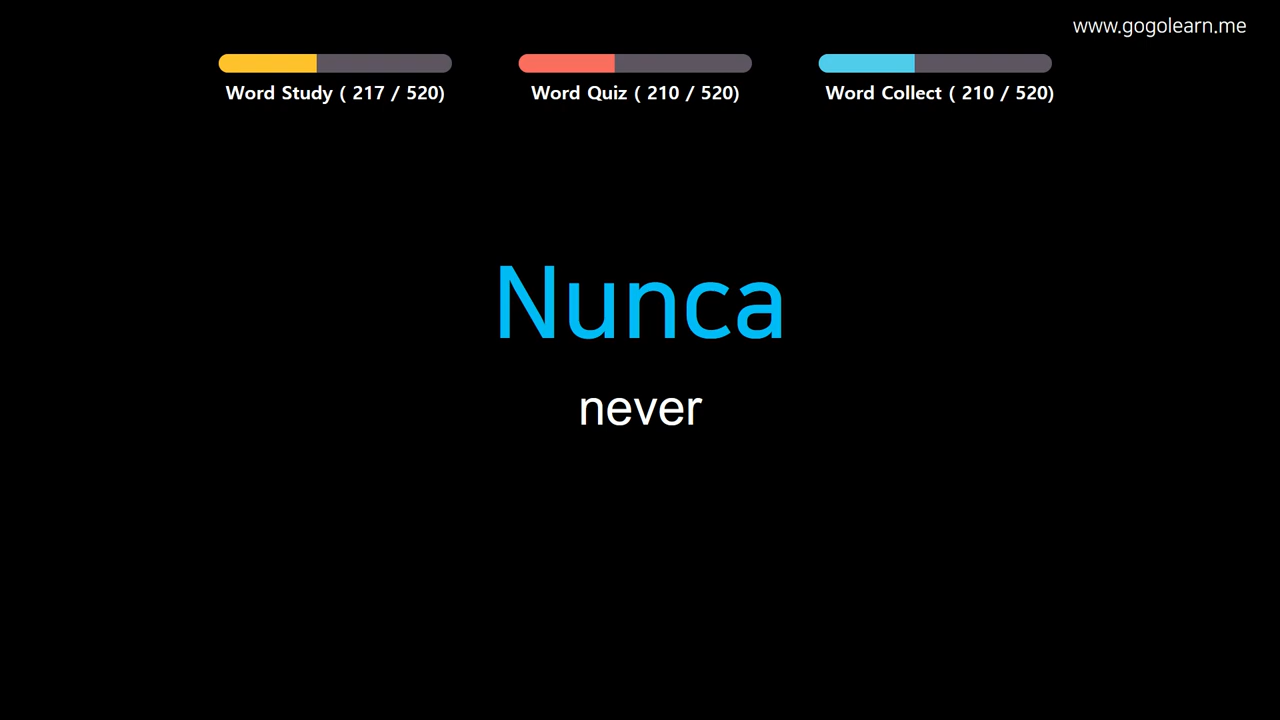 www.gogolearn.me
Word Study ( 217 / 520)
Word Quiz ( 210 / 520)
Word Collect ( 210 / 520)
Nunca
never